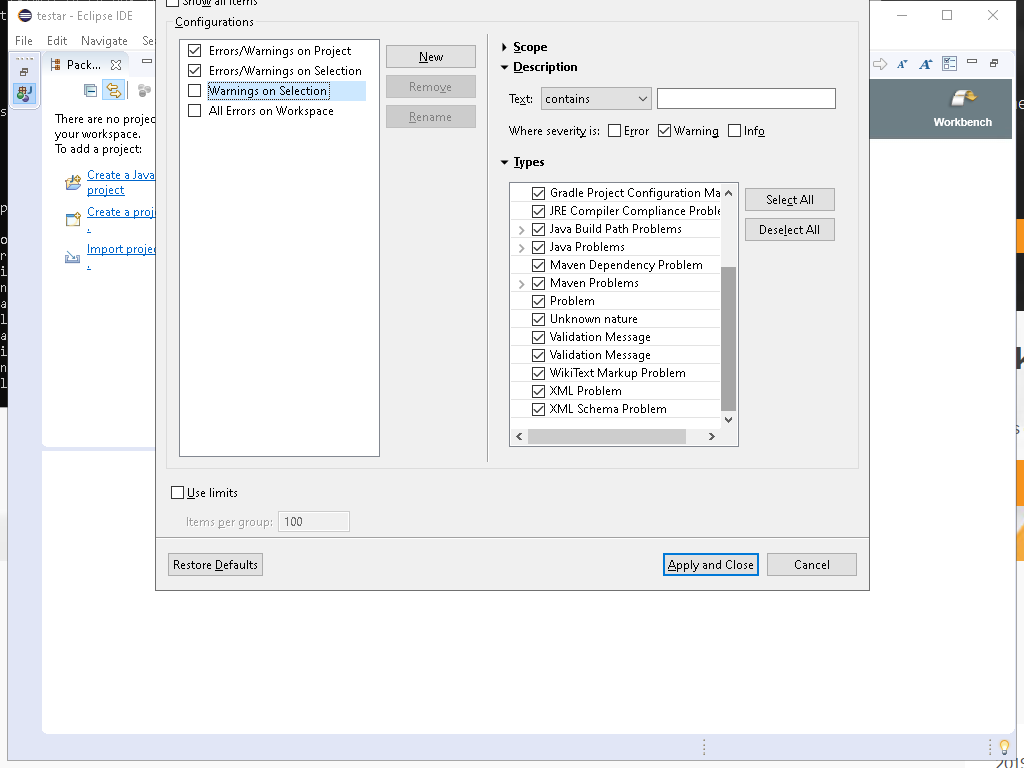 testar - Eclipse IDE
Show all items
File Edit Navigate Se
Configurations
Errors/Warnings on Project
Errors/Warnings on Selection
Warnings on Selection
All Errors on Workspace
New
Remove
Rename
Scope
Description
Text: contains
Where severity is: Error Warning Info
Types
Gradle Project Configuration Ma
JRE Compiler Compliance Proble
Java Build Path Problems
Java Problems
Maven Dependency Problem
Maven Problems
Problem
Unknown nature
Validation Message
Validation Message
WikiText Markup Problem
XML Problem
XML Schema Problem
Select All
Deselect All
Use limits
Items per group: 100
Restore Defaults
Apply and Close
Cancel
Pack...
There are no projec
your workspace.
To add a project:
Create a Java
project
Create a proje
.
Import projec
.
Workbench
2019